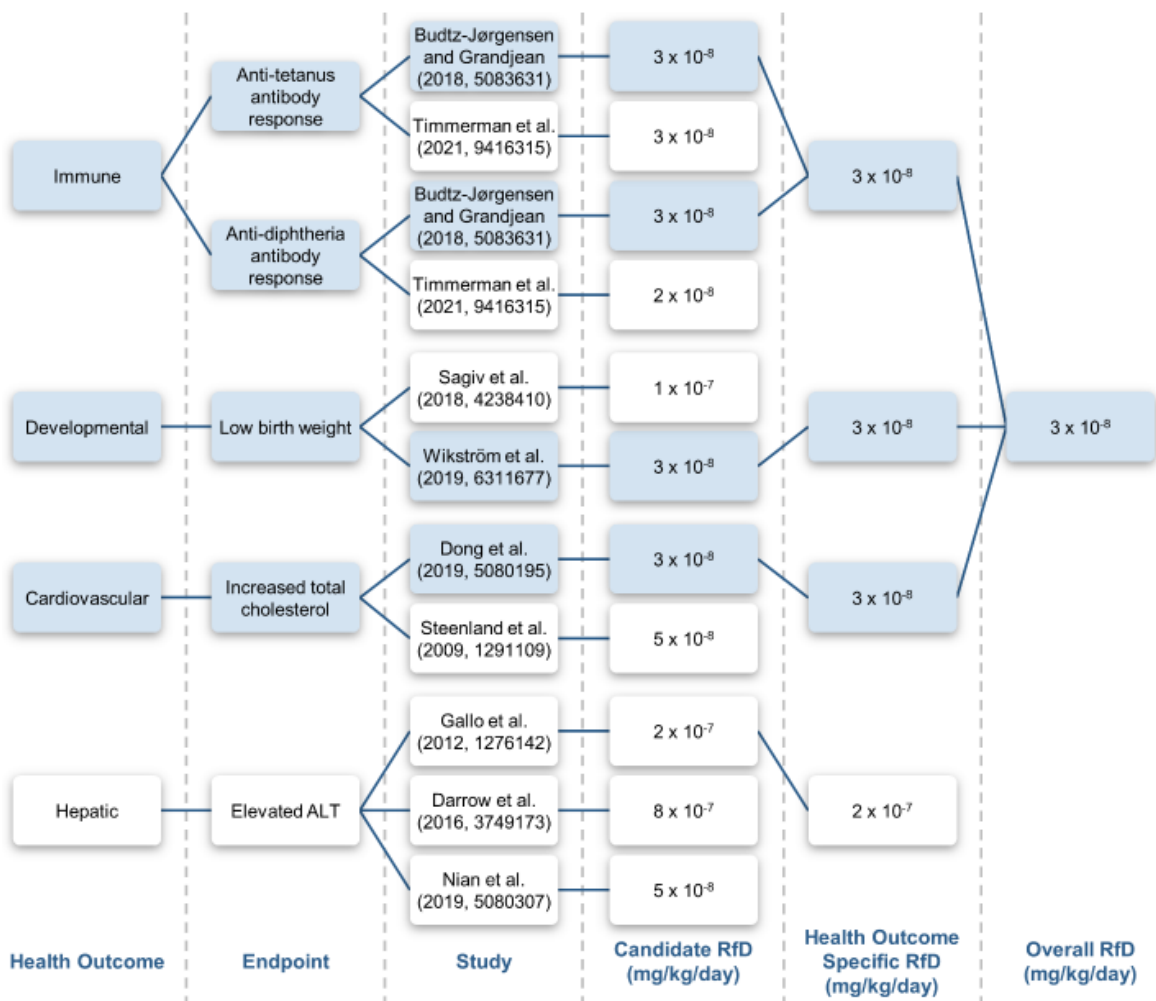 Immune
Anti-tetanus
antibody
response
Budtz-Jørgensen
and Grandjean
(2018, 5083631)
3 x 10⁻⁸
Timmerman et al.
(2021, 9416315)
3 x 10⁻⁸
Anti-diphtheria
antibody
response
Budtz-Jørgensen
and Grandjean
(2018, 5083631)
3 x 10⁻⁸
Timmerman et al.
(2021, 9416315)
2 x 10⁻⁸
3 x 10⁻⁸
Developmental
Low birth weight
Sagiv et al.
(2018, 4238410)
1 x 10⁻⁷
Wikström et al.
(2019, 6311677)
3 x 10⁻⁸
3 x 10⁻⁸
3 x 10⁻⁸
Cardiovascular
Increased total
cholesterol
Dong et al.
(2019, 5080195)
3 x 10⁻⁸
Steenland et al.
(2009, 1291109)
5 x 10⁻⁸
3 x 10⁻⁸
Hepatic
Elevated ALT
Gallo et al.
(2012, 1276142)
2 x 10⁻⁷
Darrow et al.
(2016, 3749173)
8 x 10⁻⁷
Nian et al.
(2019, 5080307)
5 x 10⁻⁸
2 x 10⁻⁷
Health Outcome
Endpoint
Study
Candidate RfD
(mg/kg/day)
Health Outcome
Specific RfD
(mg/kg/day)
Overall RfD
(mg/kg/day)